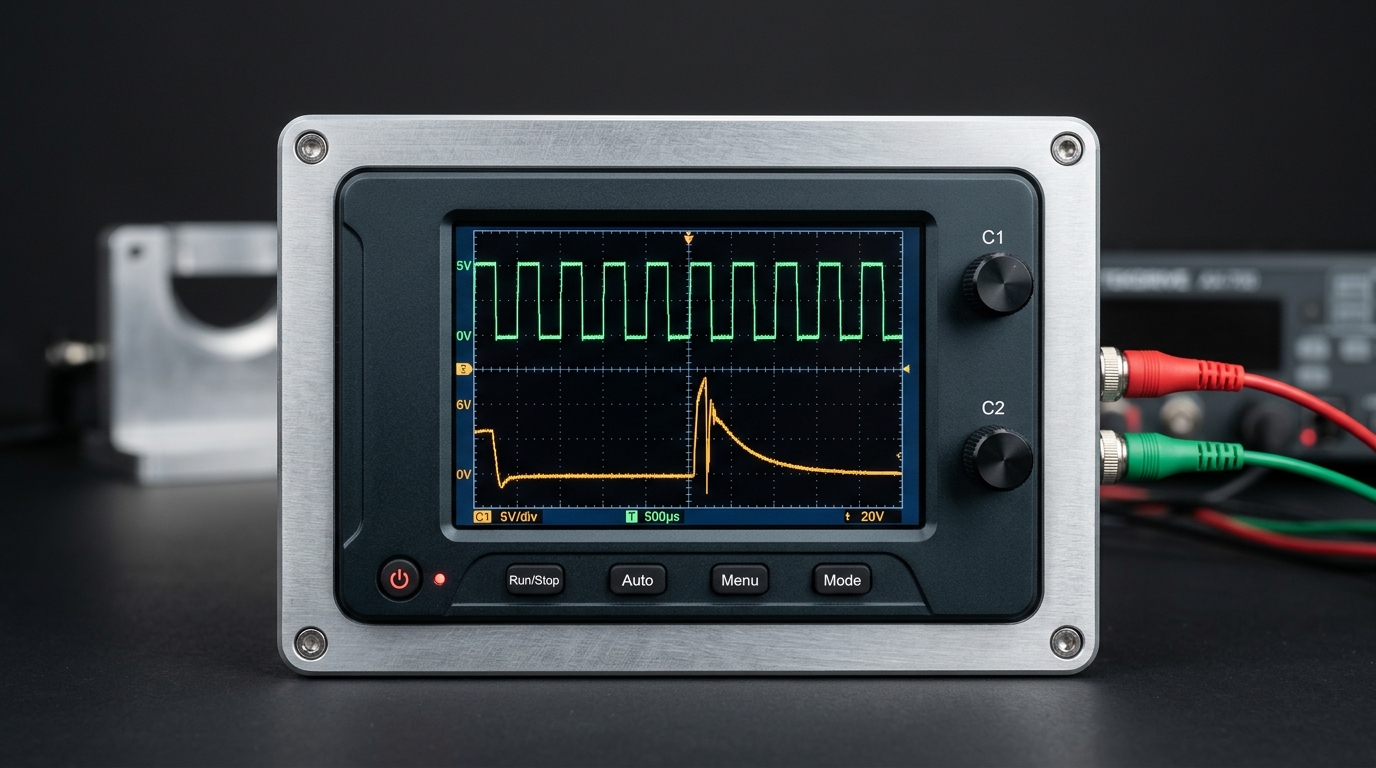 C1
5V
0V
6V
0V
C2
C1 5V/div T 500µs t 20V
Run/Stop Auto Menu Mode